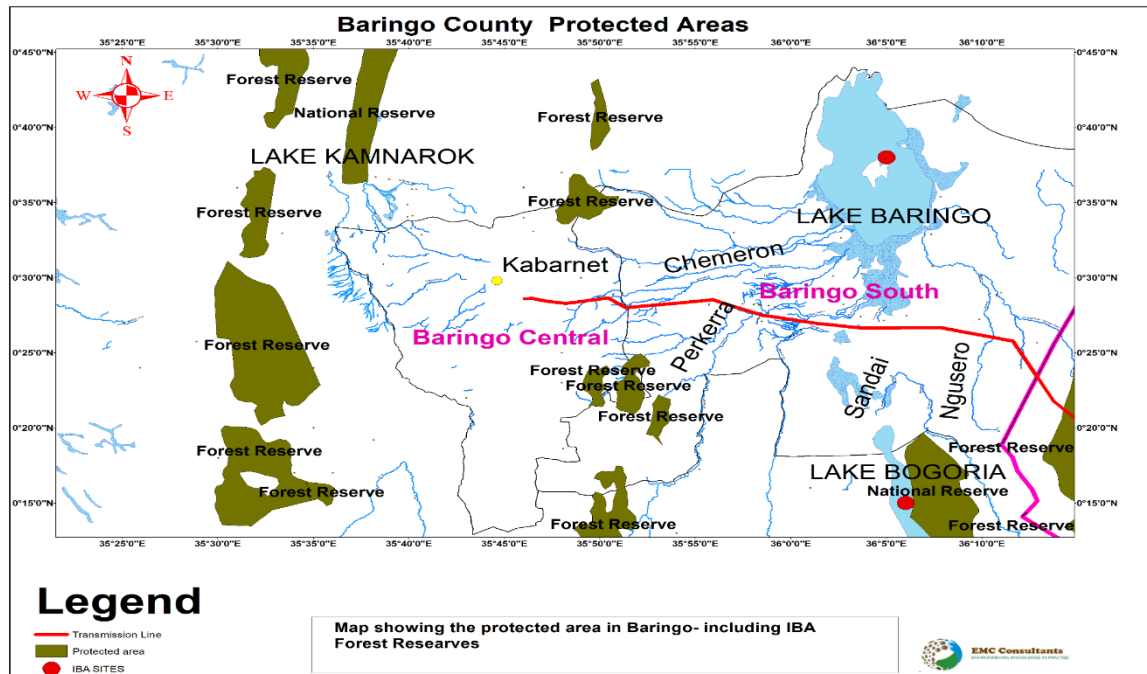 Baringo County Protected Areas
35°25'0"E 35°30'0"E 35°35'0"E 35°40'0"E 35°45'0"E 35°50'0"E 35°55'0"E 36°0'0"E 36°5'0"E 36°10'0"E
0°45'0"N 0°45'0"N
N
W E
S
Forest Reserve
National Reserve
Forest Reserve
0°40'0"N 0°40'0"N
LAKE KAMNAROK
0°35'0"N 0°35'0"N
Forest Reserve
Forest Reserve
LAKE BARINGO
Chemeron
Kabarnet
0°30'0"N 0°30'0"N
Baringo South
Baringo Central
Perkerra
0°25'0"N 0°25'0"N
Forest Reserve
Forest Reserve
Forest Reserve
Sandai
Ngusero
Forest Reserve
0°20'0"N 0°20'0"N
Forest Reserve
Forest Reserve
LAKE BOGORIA
National Reserve
Forest Reserve
0°15'0"N 0°15'0"N
Forest Reserve
Forest Reserve
35°25'0"E 35°30'0"E 35°35'0"E 35°40'0"E 35°45'0"E 35°50'0"E 35°55'0"E 36°0'0"E 36°5'0"E 36°10'0"E
Legend
Transmission Line
Protected area
IBA SITES
Map showing the protected area in Baringo- including IBA
Forest Researves
EMC Consultants
ENVIRONMENTAL KNOWLEDGE IN PRACTISE